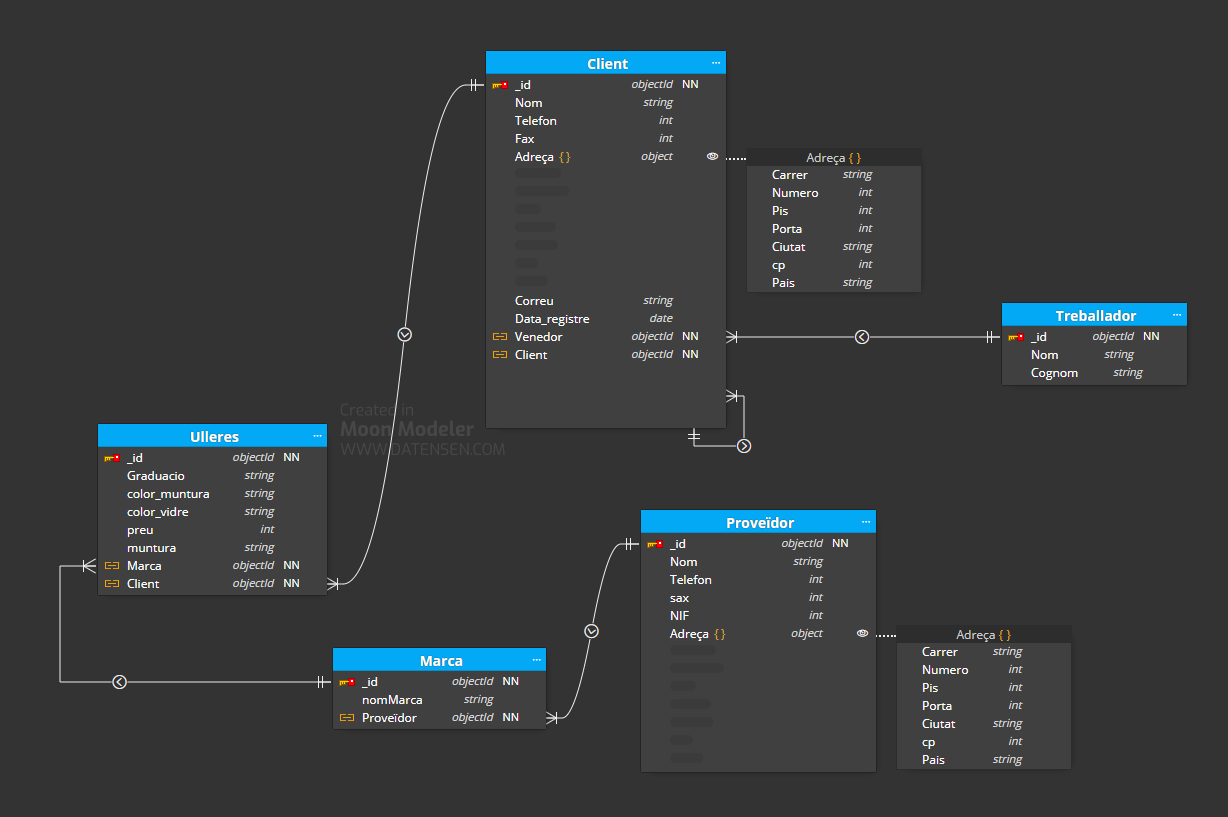 Client ...
_id objectId NN
Nom string
Telefon int
Fax int
Adreça { } object
Correu string
Data_registre date
Venedor objectId NN
Client objectId NN
Adreça { }
Carrer string
Numero int
Pis int
Porta int
Ciutat string
cp int
Pais string
Treballador ...
_id objectId NN
Nom string
Cognom string
Created in
Moon Modeler
WWW.DATENSEN.COM
Ulleres ...
_id objectId NN
Graduacio string
color_muntura string
color_vidre string
preu int
muntura string
Marca objectId NN
Client objectId NN
Proveïdor ...
_id objectId NN
Nom string
Telefon int
sax int
NIF int
Adreça { } object
Adreça { }
Carrer string
Numero int
Pis int
Porta int
Ciutat string
cp int
Pais string
Marca ...
_id objectId NN
nomMarca string
Proveïdor objectId NN